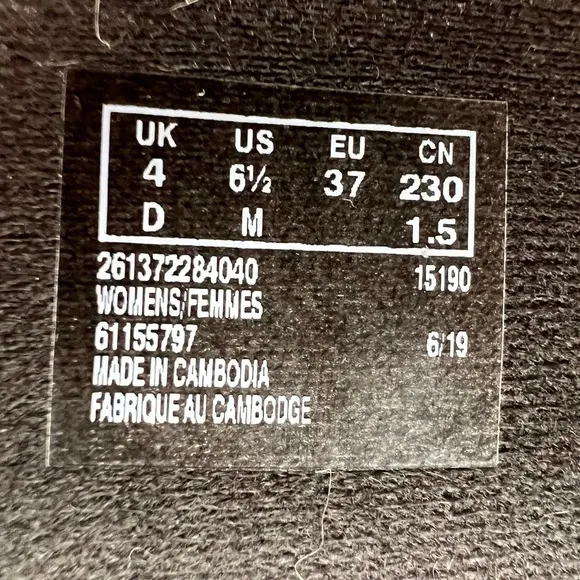 UK US EU CN
4 6½ 37 230
D M 1.5
261372284040 15190
WOMENS/FEMMES
61155797 6/19
MADE IN CAMBODIA
FABRIQUE AU CAMBODGE